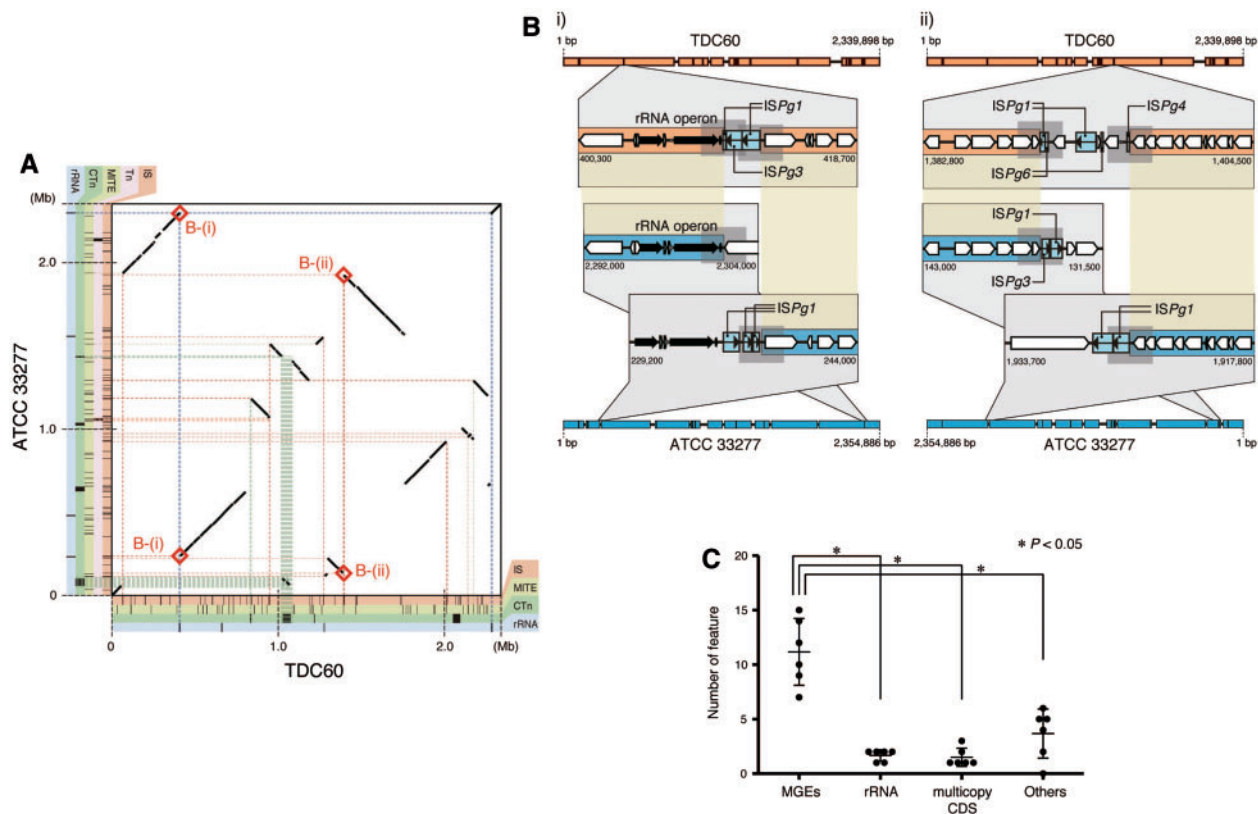 A
rRNA
CTn
MITE
Tn
IS
(Mb)
2.0
1.0
0
ATCC 33277
B-(i)
B-(ii)
B-(i)
B-(ii)
IS
MITE
CTn
rRNA
0
1.0
2.0
(Mb)
TDC60
B
i)
TDC60
1 bp
2,339,898 bp
ISPg1
rRNA operon
400,300
418,700
ISPg3
rRNA operon
2,292,000
2,304,000
ISPg1
229,200
244,000
1 bp
2,354,886 bp
ATCC 33277
ii)
TDC60
1 bp
2,339,898 bp
ISPg1
ISPg4
1,382,800
1,404,500
ISPg6
ISPg1
143,000
131,500
ISPg3
ISPg1
1,933,700
1,917,800
2,354,886 bp
1 bp
ATCC 33277
C
* P < 0.05
*
*
*
Number of feature
20
15
10
5
0
MGEs
rRNA
multicopy
CDS
Others